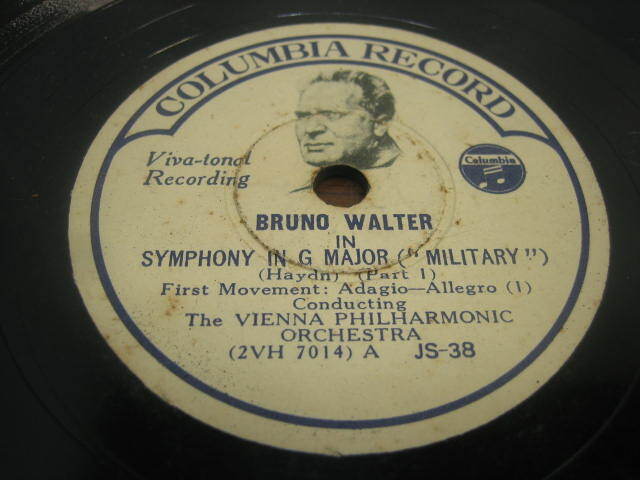 COLUMBIA RECORD
Viva-tonal
Recording
Columbia
BRUNO WALTER
IN
SYMPHONY IN G MAJOR ("MILITARY")
(Haydn) (Part 1)
First Movement: Adagio—Allegro (1)
Conducting
The VIENNA PHILHARMONIC
ORCHESTRA
(2VH 7014) A JS-38